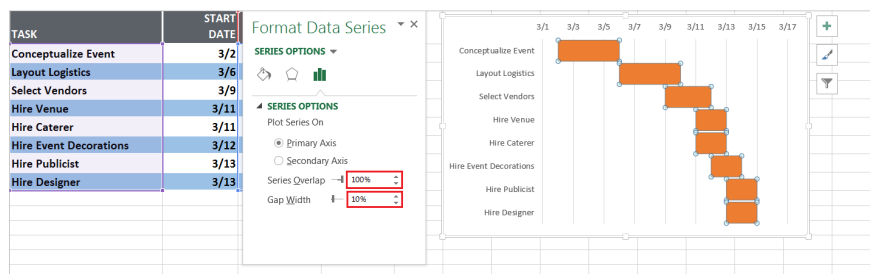 TASK START DATE
Conceptualize Event 3/2
Layout Logistics 3/6
Select Vendors 3/9
Hire Venue 3/11
Hire Caterer 3/11
Hire Event Decorations 3/12
Hire Publicist 3/13
Hire Designer 3/13
Format Data Series
SERIES OPTIONS
SERIES OPTIONS
Plot Series On
Primary Axis
Secondary Axis
Series Overlap 100%
Gap Width 10%
3/1 3/3 3/5 3/7 3/9 3/11 3/13 3/15 3/17
Conceptualize Event
Layout Logistics
Select Vendors
Hire Venue
Hire Caterer
Hire Event Decorations
Hire Publicist
Hire Designer